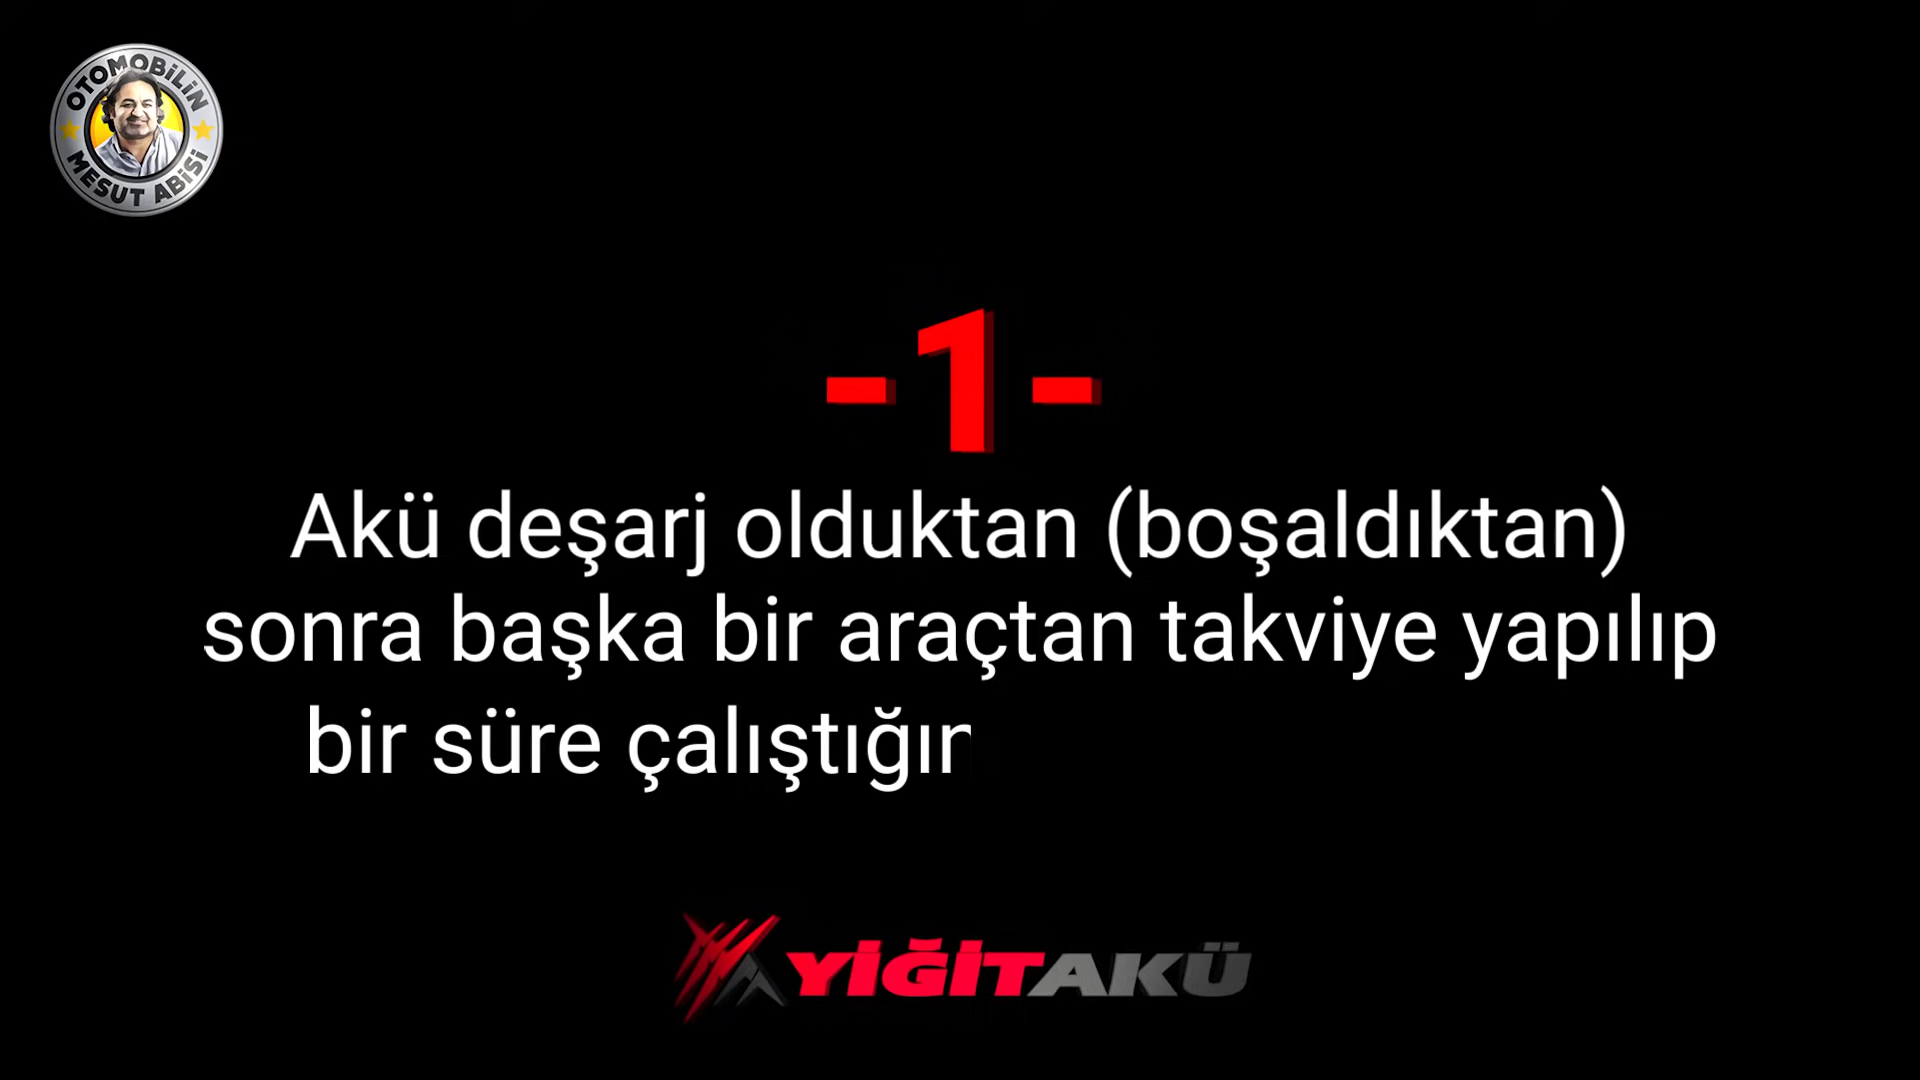 OTOMOBİLİN
MESUT ABİSİ
-1-
Akü deşarj olduktan (boşaldıktan)
sonra başka bir araçtan takviye yapılıp
bir süre çalıştığın
YİĞİTAKÜ